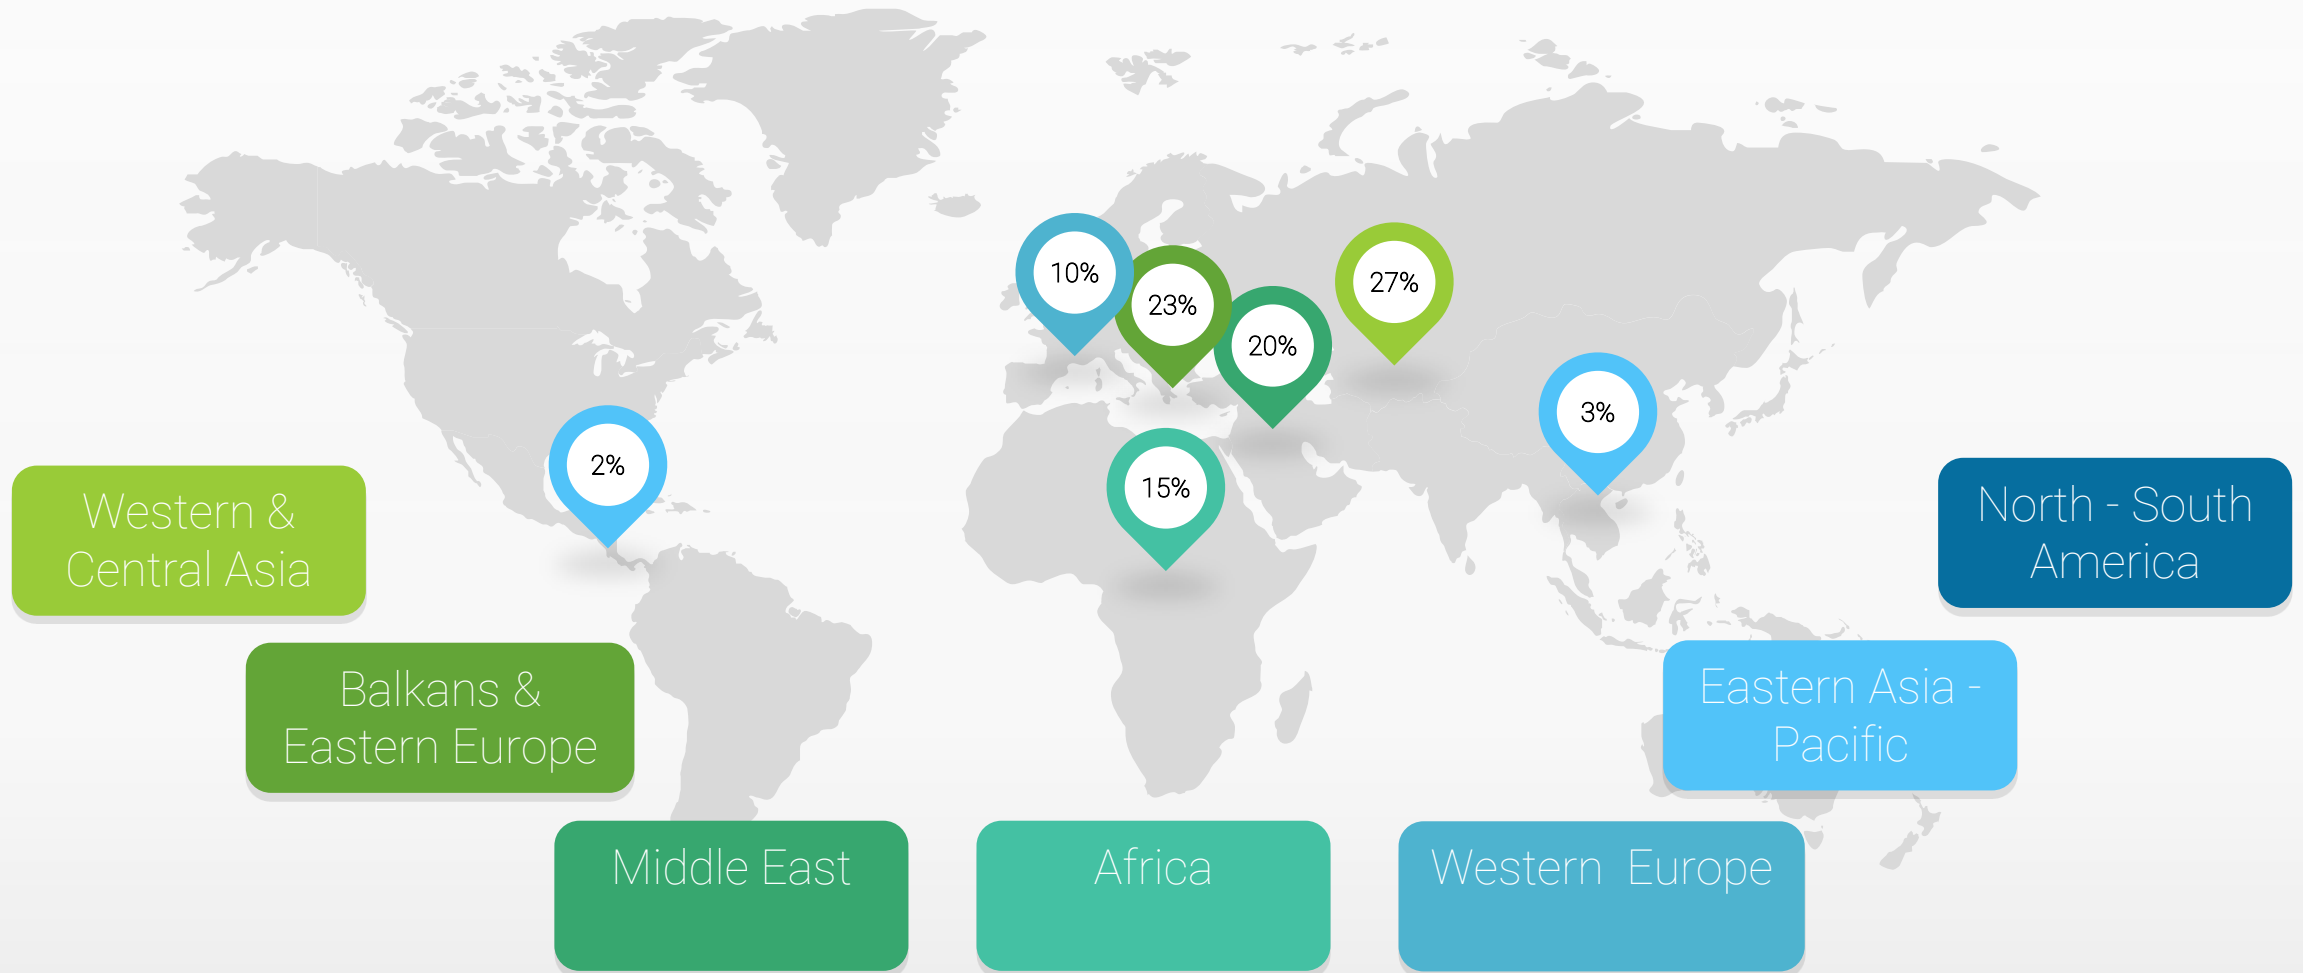 10%
23%
20%
27%
3%
2%
15%
Western &
Central Asia
North - South
America
Balkans &
Eastern Europe
Eastern Asia -
Pacific
Middle East
Africa
Western  Europe